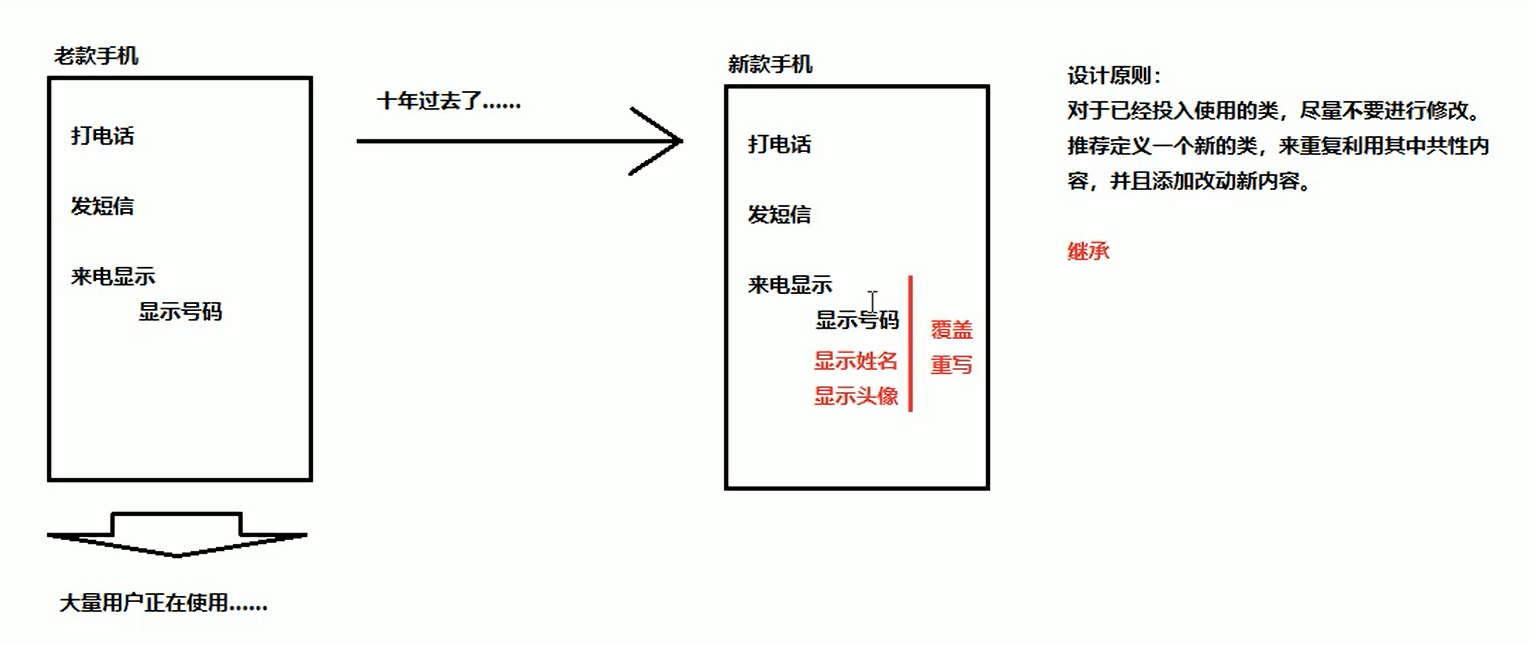 老款手机
打电话
发短信
来电显示
显示号码
大量用户正在使用......
十年过去了......
新款手机
打电话
发短信
来电显示
显示号码
显示姓名
显示头像
覆盖
重写
设计原则：
对于已经投入使用的类，尽量不要进行修改。
推荐定义一个新的类，来重复利用其中共性内
容，并且添加改动新内容。
继承